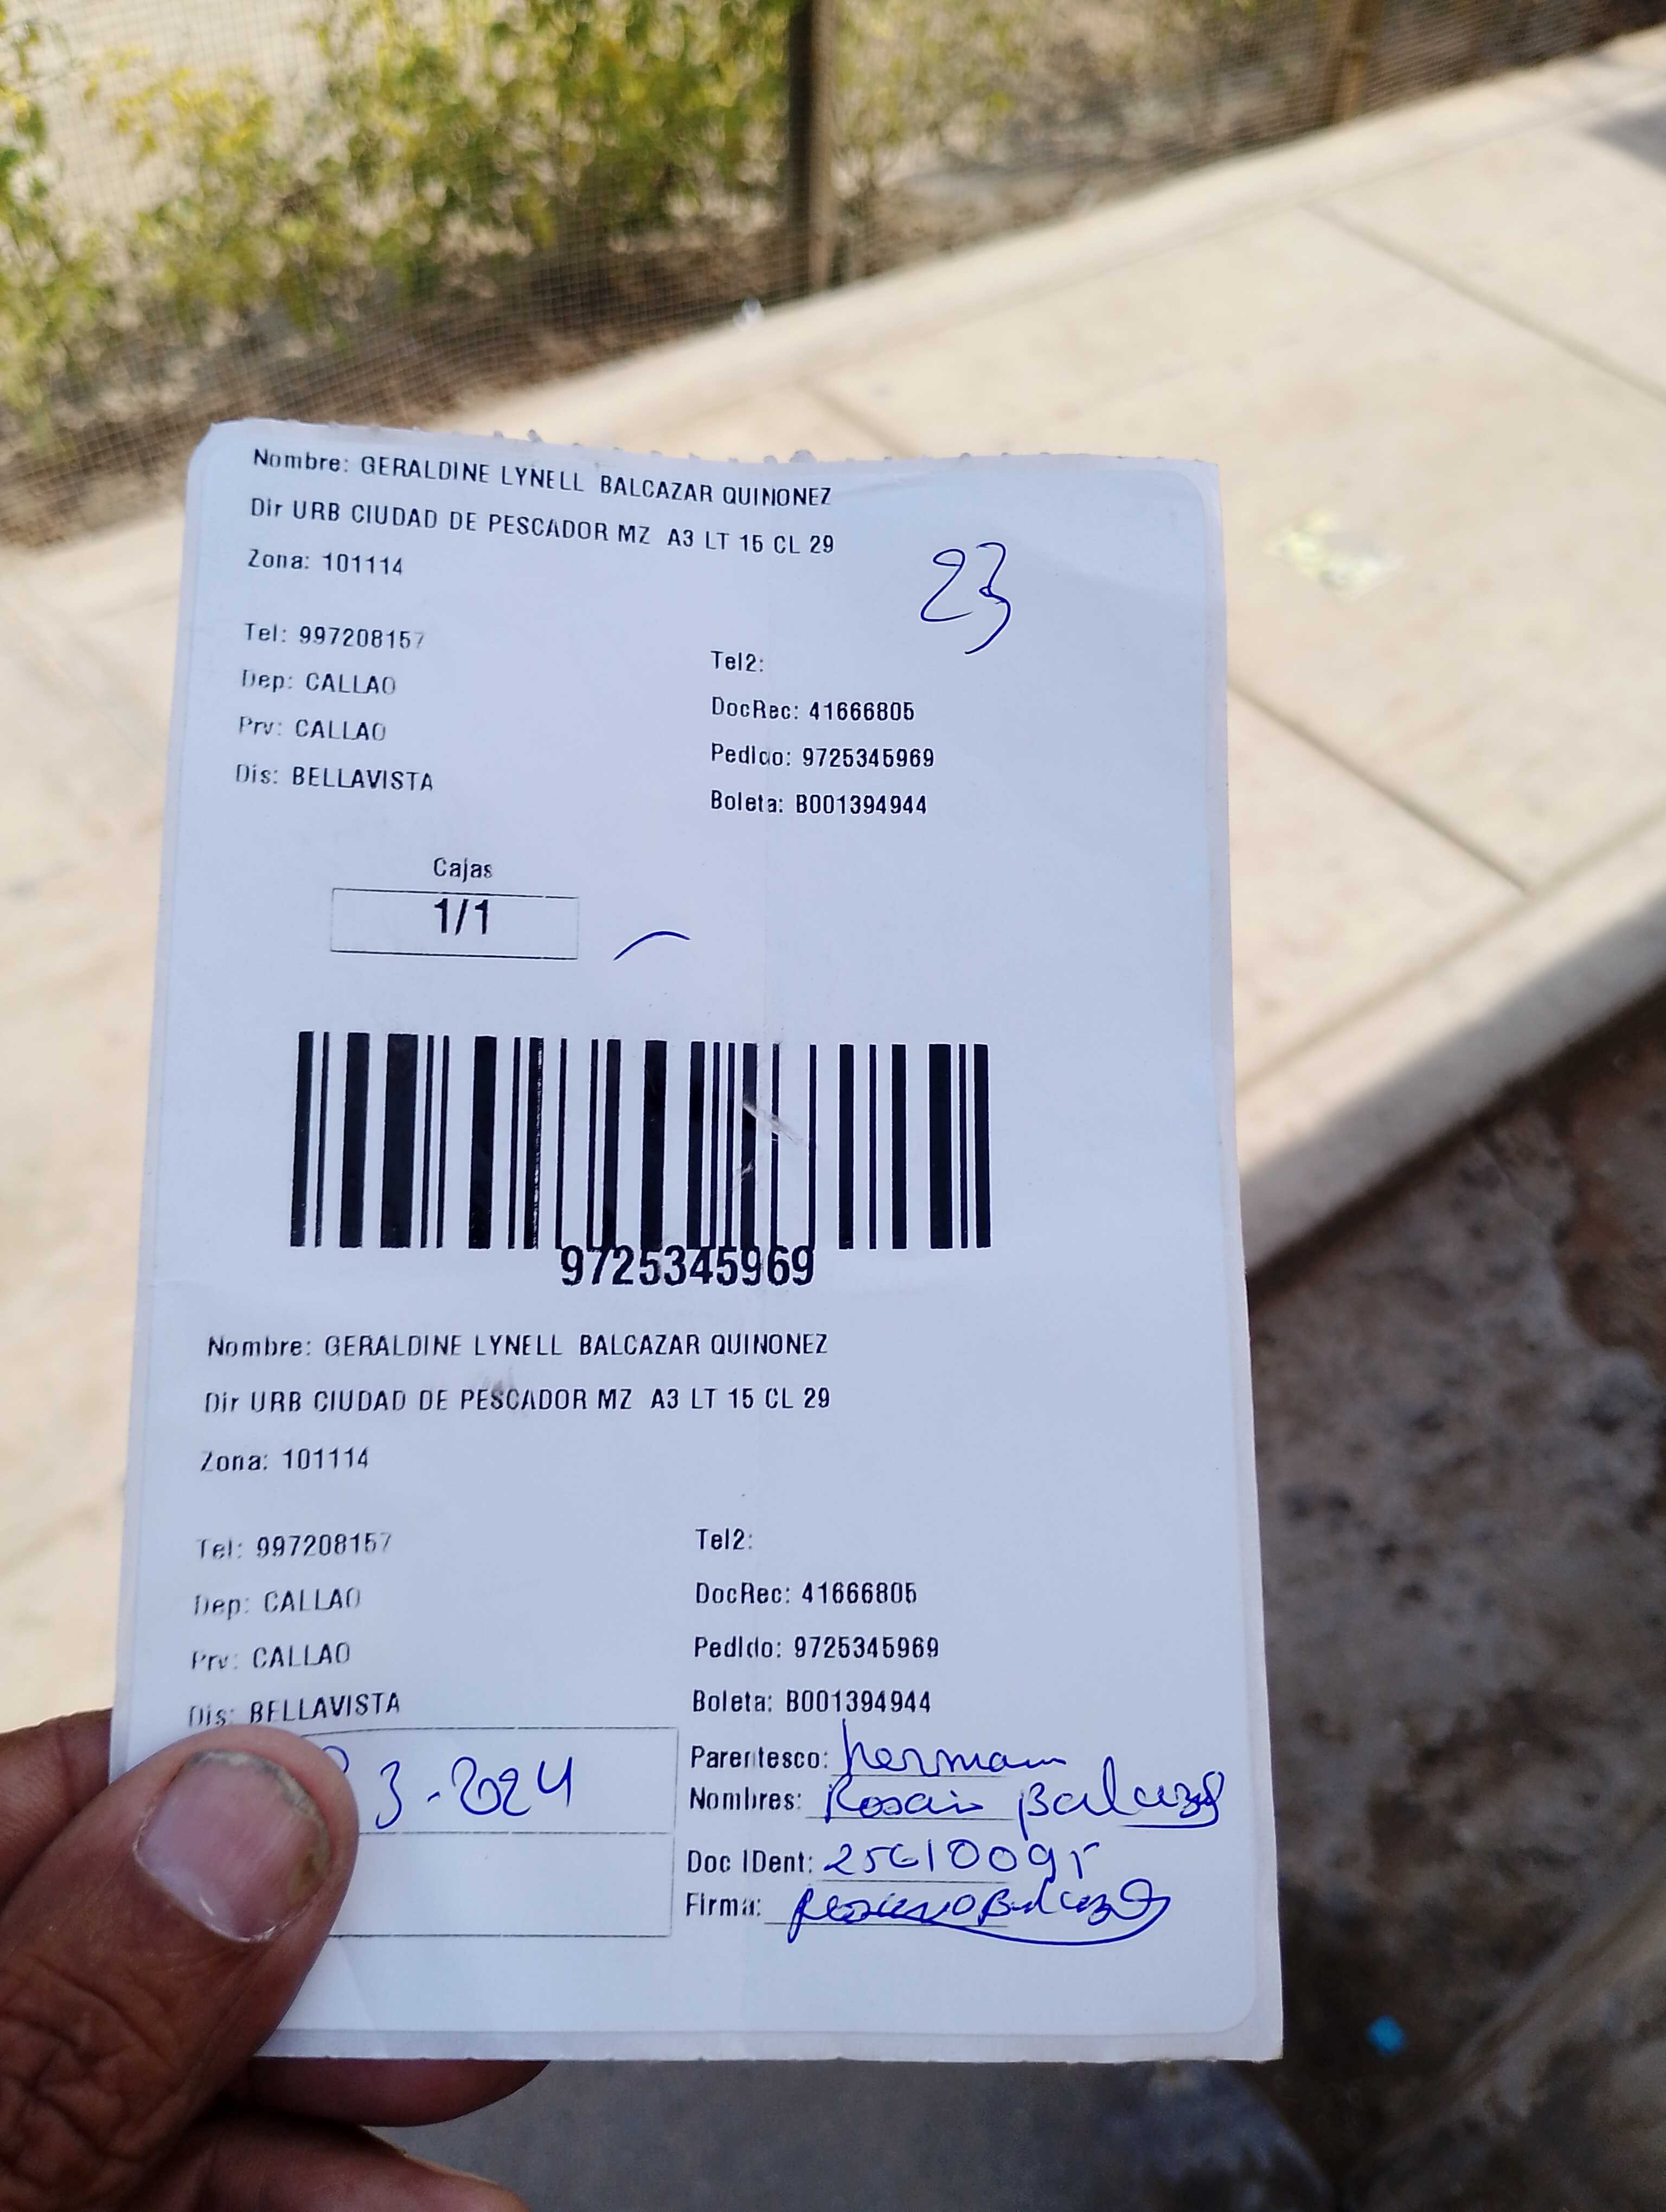 Nombre: GERALDINE LYNELL BALCAZAR QUINONEZ
Dir URB CIUDAD DE PESCADOR MZ A3 LT 15 CL 29
Zona: 101114
23
Tel: 997208157
Tel2:
Dep: CALLAO
DocRec: 41666805
Prv: CALLAO
Pedido: 9725345969
Dis: BELLAVISTA
Boleta: B001394944
Cajas
1/1
9725345969
Nombre: GERALDINE LYNELL BALCAZAR QUINONEZ
Dir URB CIUDAD DE PESCADOR MZ A3 LT 15 CL 29
Zona: 101114
Tel: 997208157
Tel2:
Dep: CALLAO
DocRec: 41666805
Prv: CALLAO
Pedido: 9725345969
Dis: BELLAVISTA
Boleta: B001394944
3-2024
Parentesco: hermano
Nombres: Balcazar
Doc IDent:
Firma: